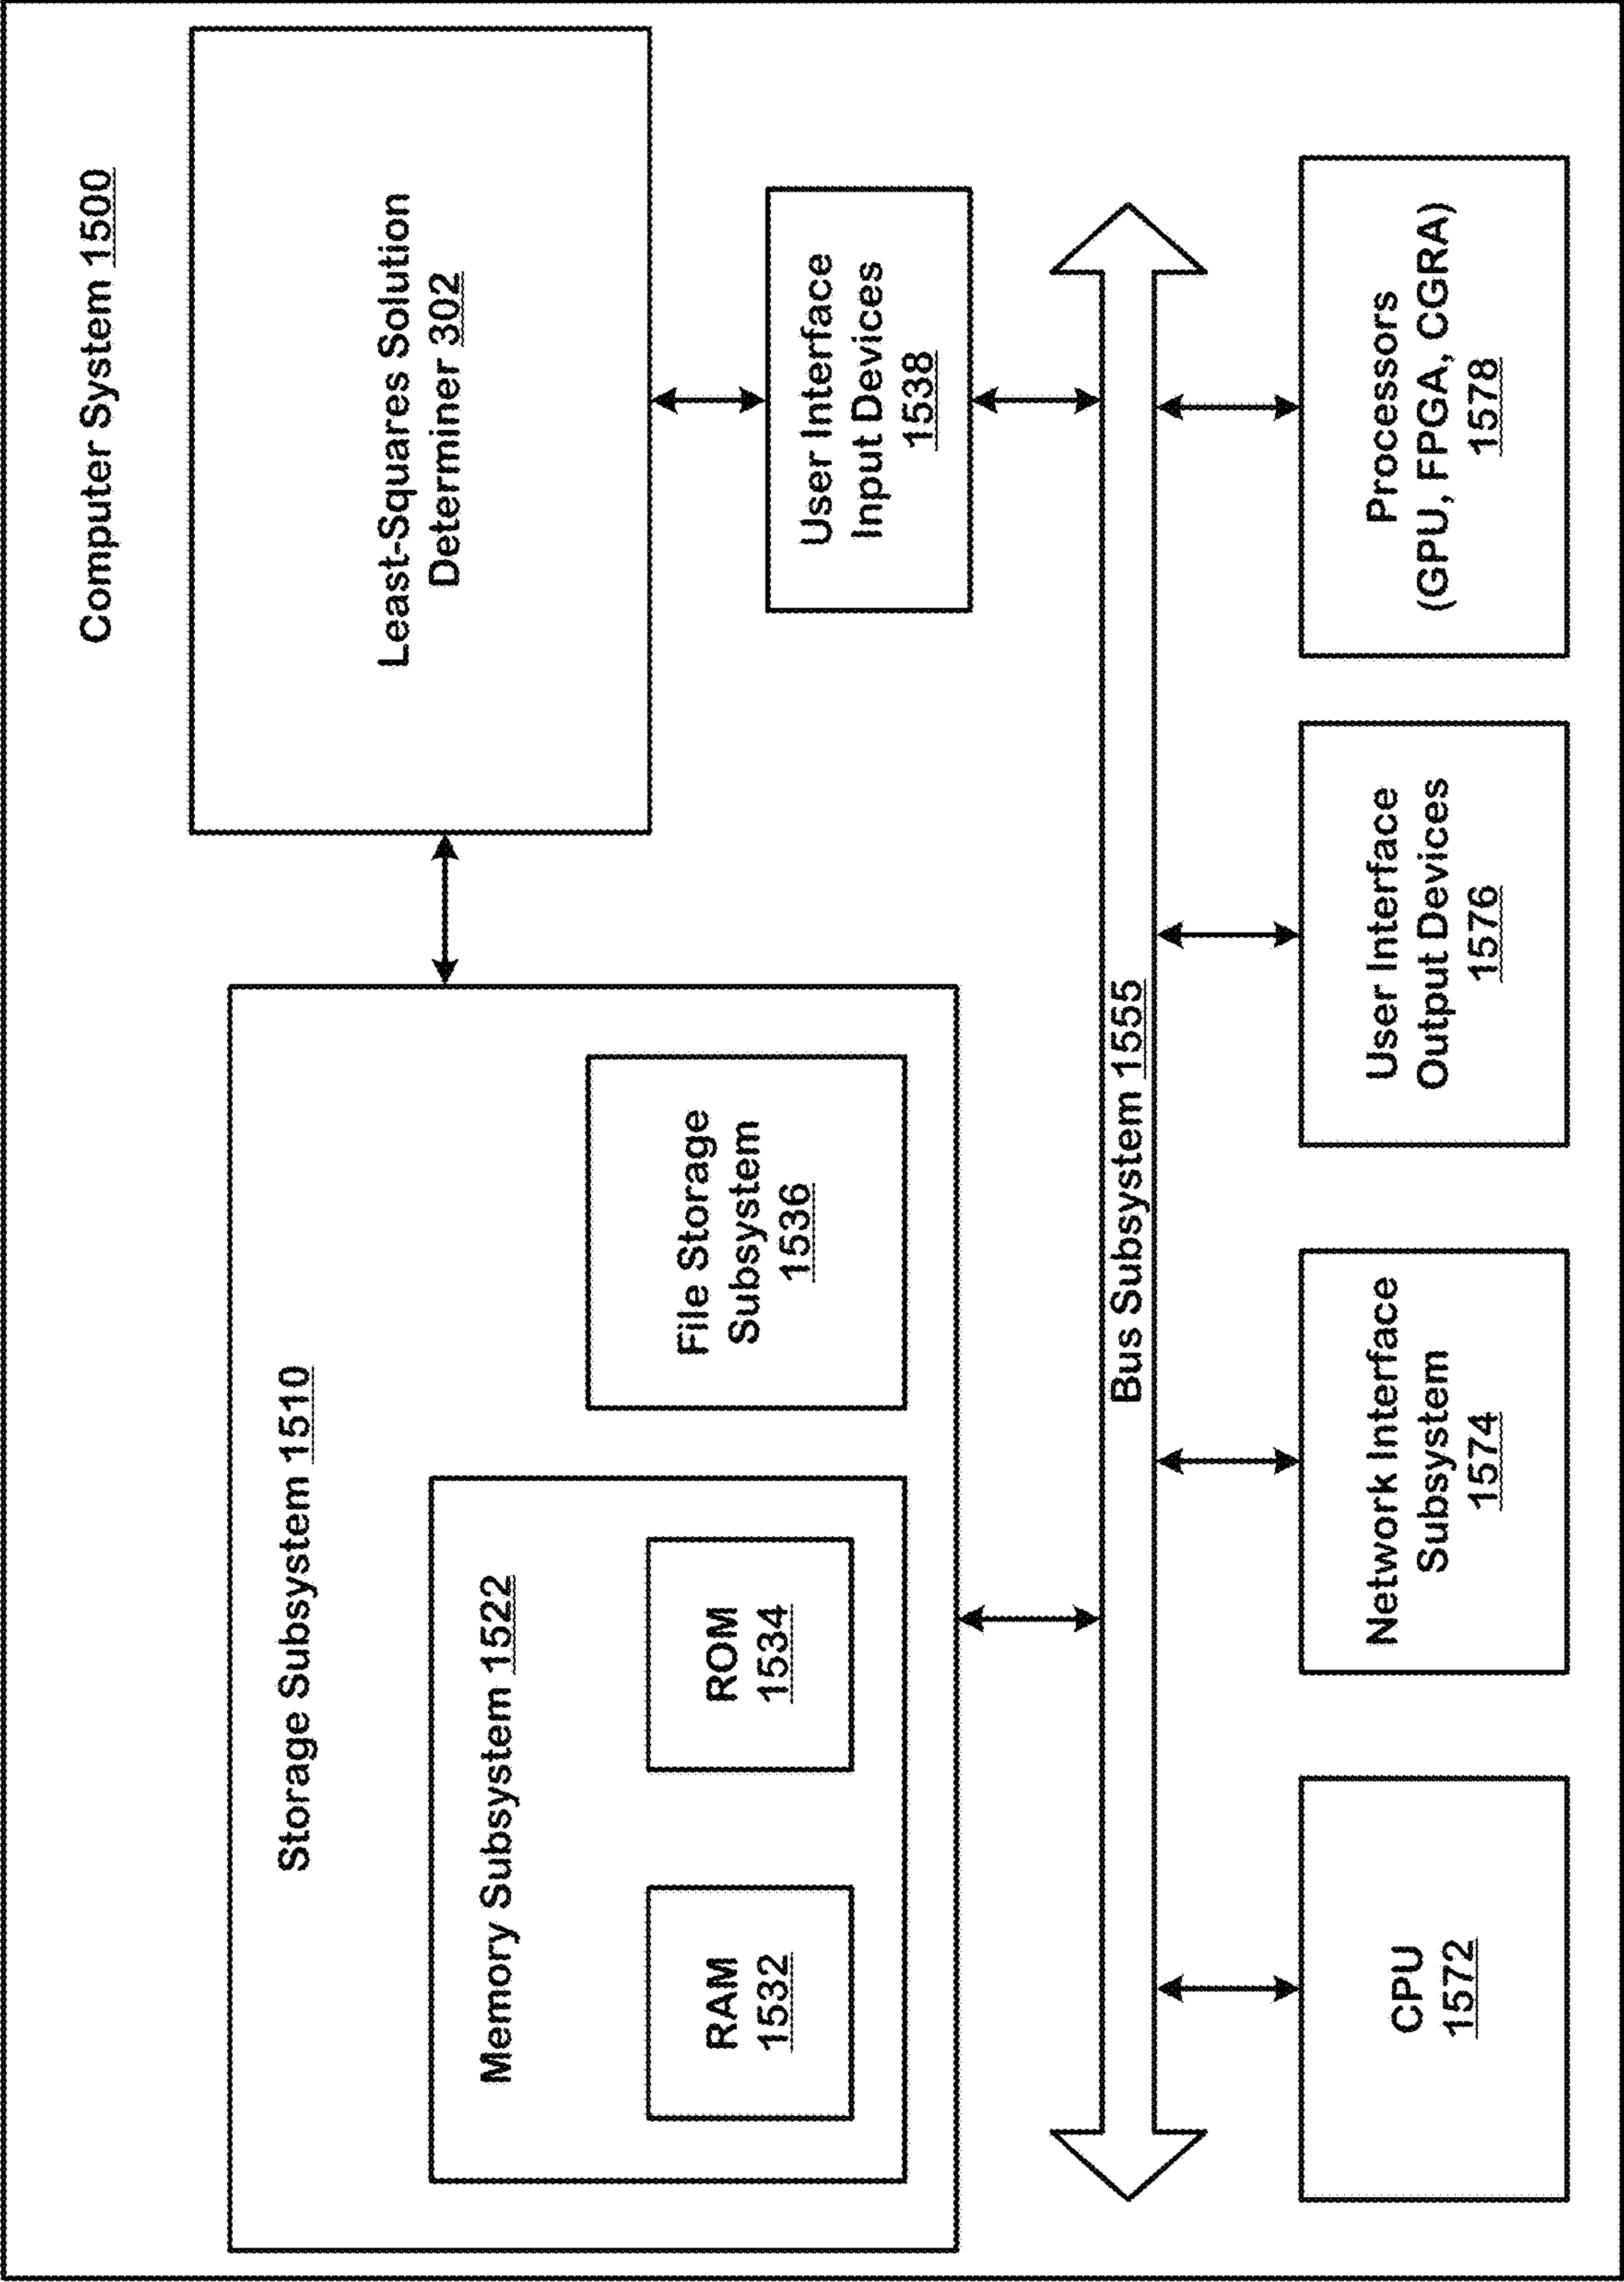 Computer System 1500
Storage Subsystem 1510
Memory Subsystem 1522
RAM
1532
ROM
1534
File Storage
Subsystem
1536
Least-Squares Solution
Determiner 302
User Interface
Input Devices
1538
Bus Subsystem 1555
CPU
1572
Network Interface
Subsystem
1574
User Interface
Output Devices
1576
Processors
(GPU, FPGA, CGRA)
1578